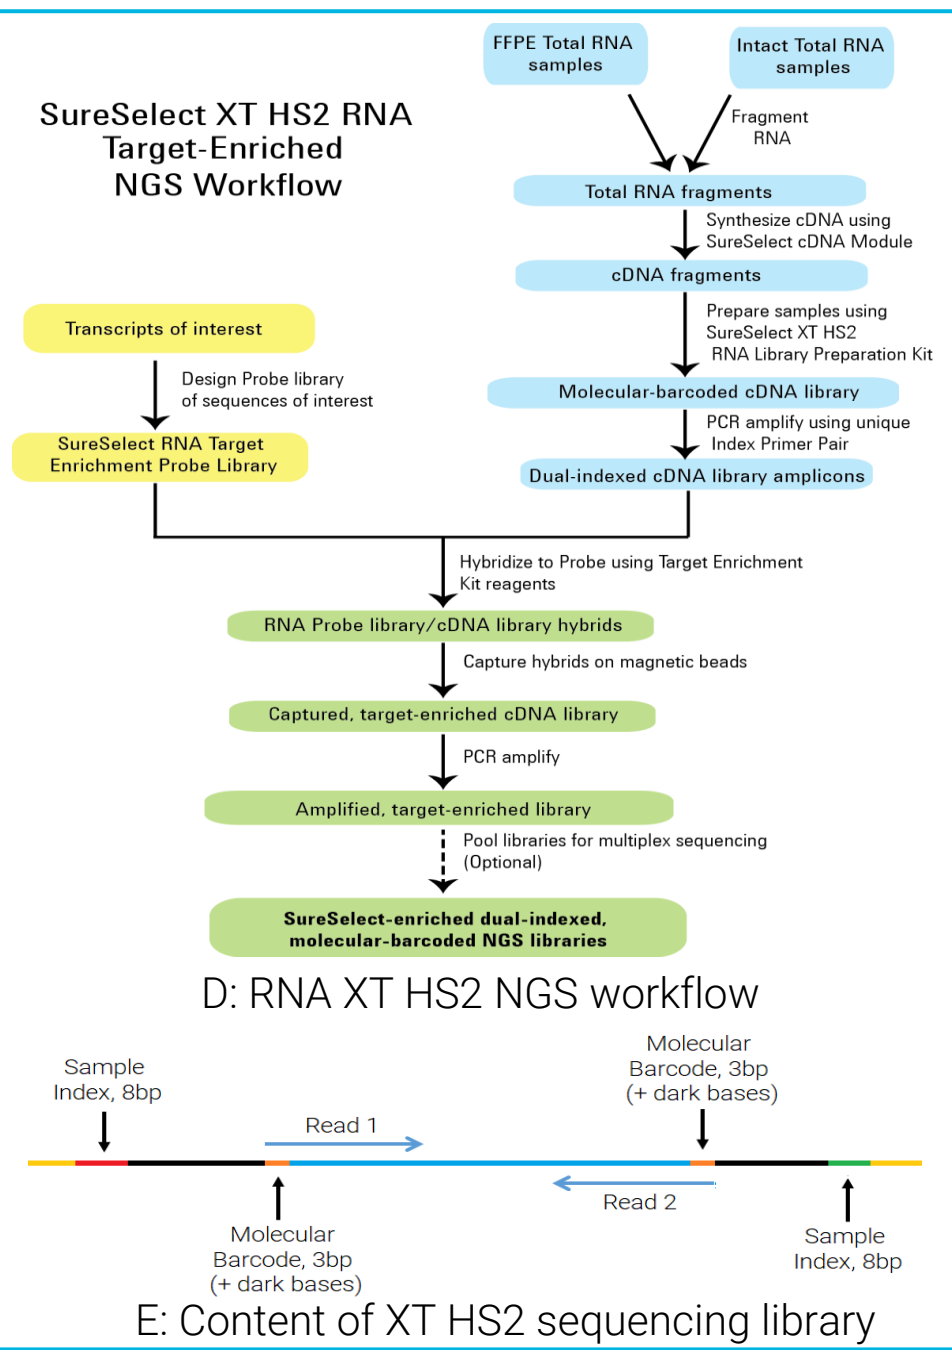 FFPE Total RNA
samples
Intact Total RNA
samples
SureSelect XT HS2 RNA
Target-Enriched
NGS Workflow
Fragment
RNA
Total RNA fragments
Synthesize cDNA using
SureSelect cDNA Module
cDNA fragments
Prepare samples using
SureSelect XT HS2
RNA Library Preparation Kit
Transcripts of interest
Design Probe library
of sequences of interest
Molecular-barcoded cDNA library
PCR amplify using unique
Index Primer Pair
SureSelect RNA Target
Enrichment Probe Library
Dual-indexed cDNA library amplicons
Hybridize to Probe using Target Enrichment
Kit reagents
RNA Probe library/cDNA library hybrids
Capture hybrids on magnetic beads
Captured, target-enriched cDNA library
PCR amplify
Amplified, target-enriched library
Pool libraries for multiplex sequencing
(Optional)
SureSelect-enriched dual-indexed,
molecular-barcoded NGS libraries
D: RNA XT HS2 NGS workflow
Sample
Index, 8bp
Molecular
Barcode, 3bp
(+ dark bases)
Read 1
Read 2
Molecular
Barcode, 3bp
(+ dark bases)
Sample
Index, 8bp
E: Content of XT HS2 sequencing library